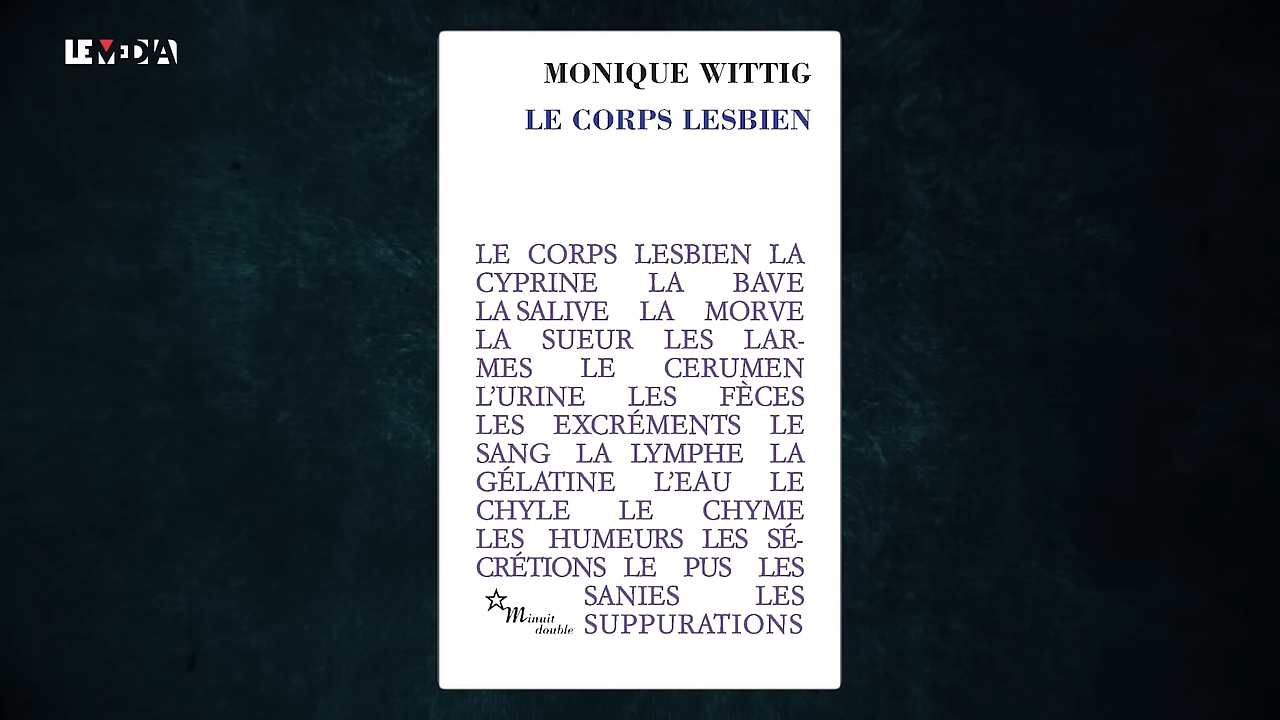 LE MEDIA
MONIQUE WITTIG
LE CORPS LESBIEN
LE CORPS LESBIEN LA
CYPRINE LA BAVE
LA SALIVE LA MORVE
LA SUEUR LES LAR-
MES LE CERUMEN
L'URINE LES FÈCES
LES EXCRÉMENTS LE
SANG LA LYMPHE LA
GÉLATINE L'EAU LE
CHYLE LE CHYME
LES HUMEURS LES SÉ-
CRÉTIONS LE PUS LES
SANIES LES
SUPPURATIONS
Minuit
double